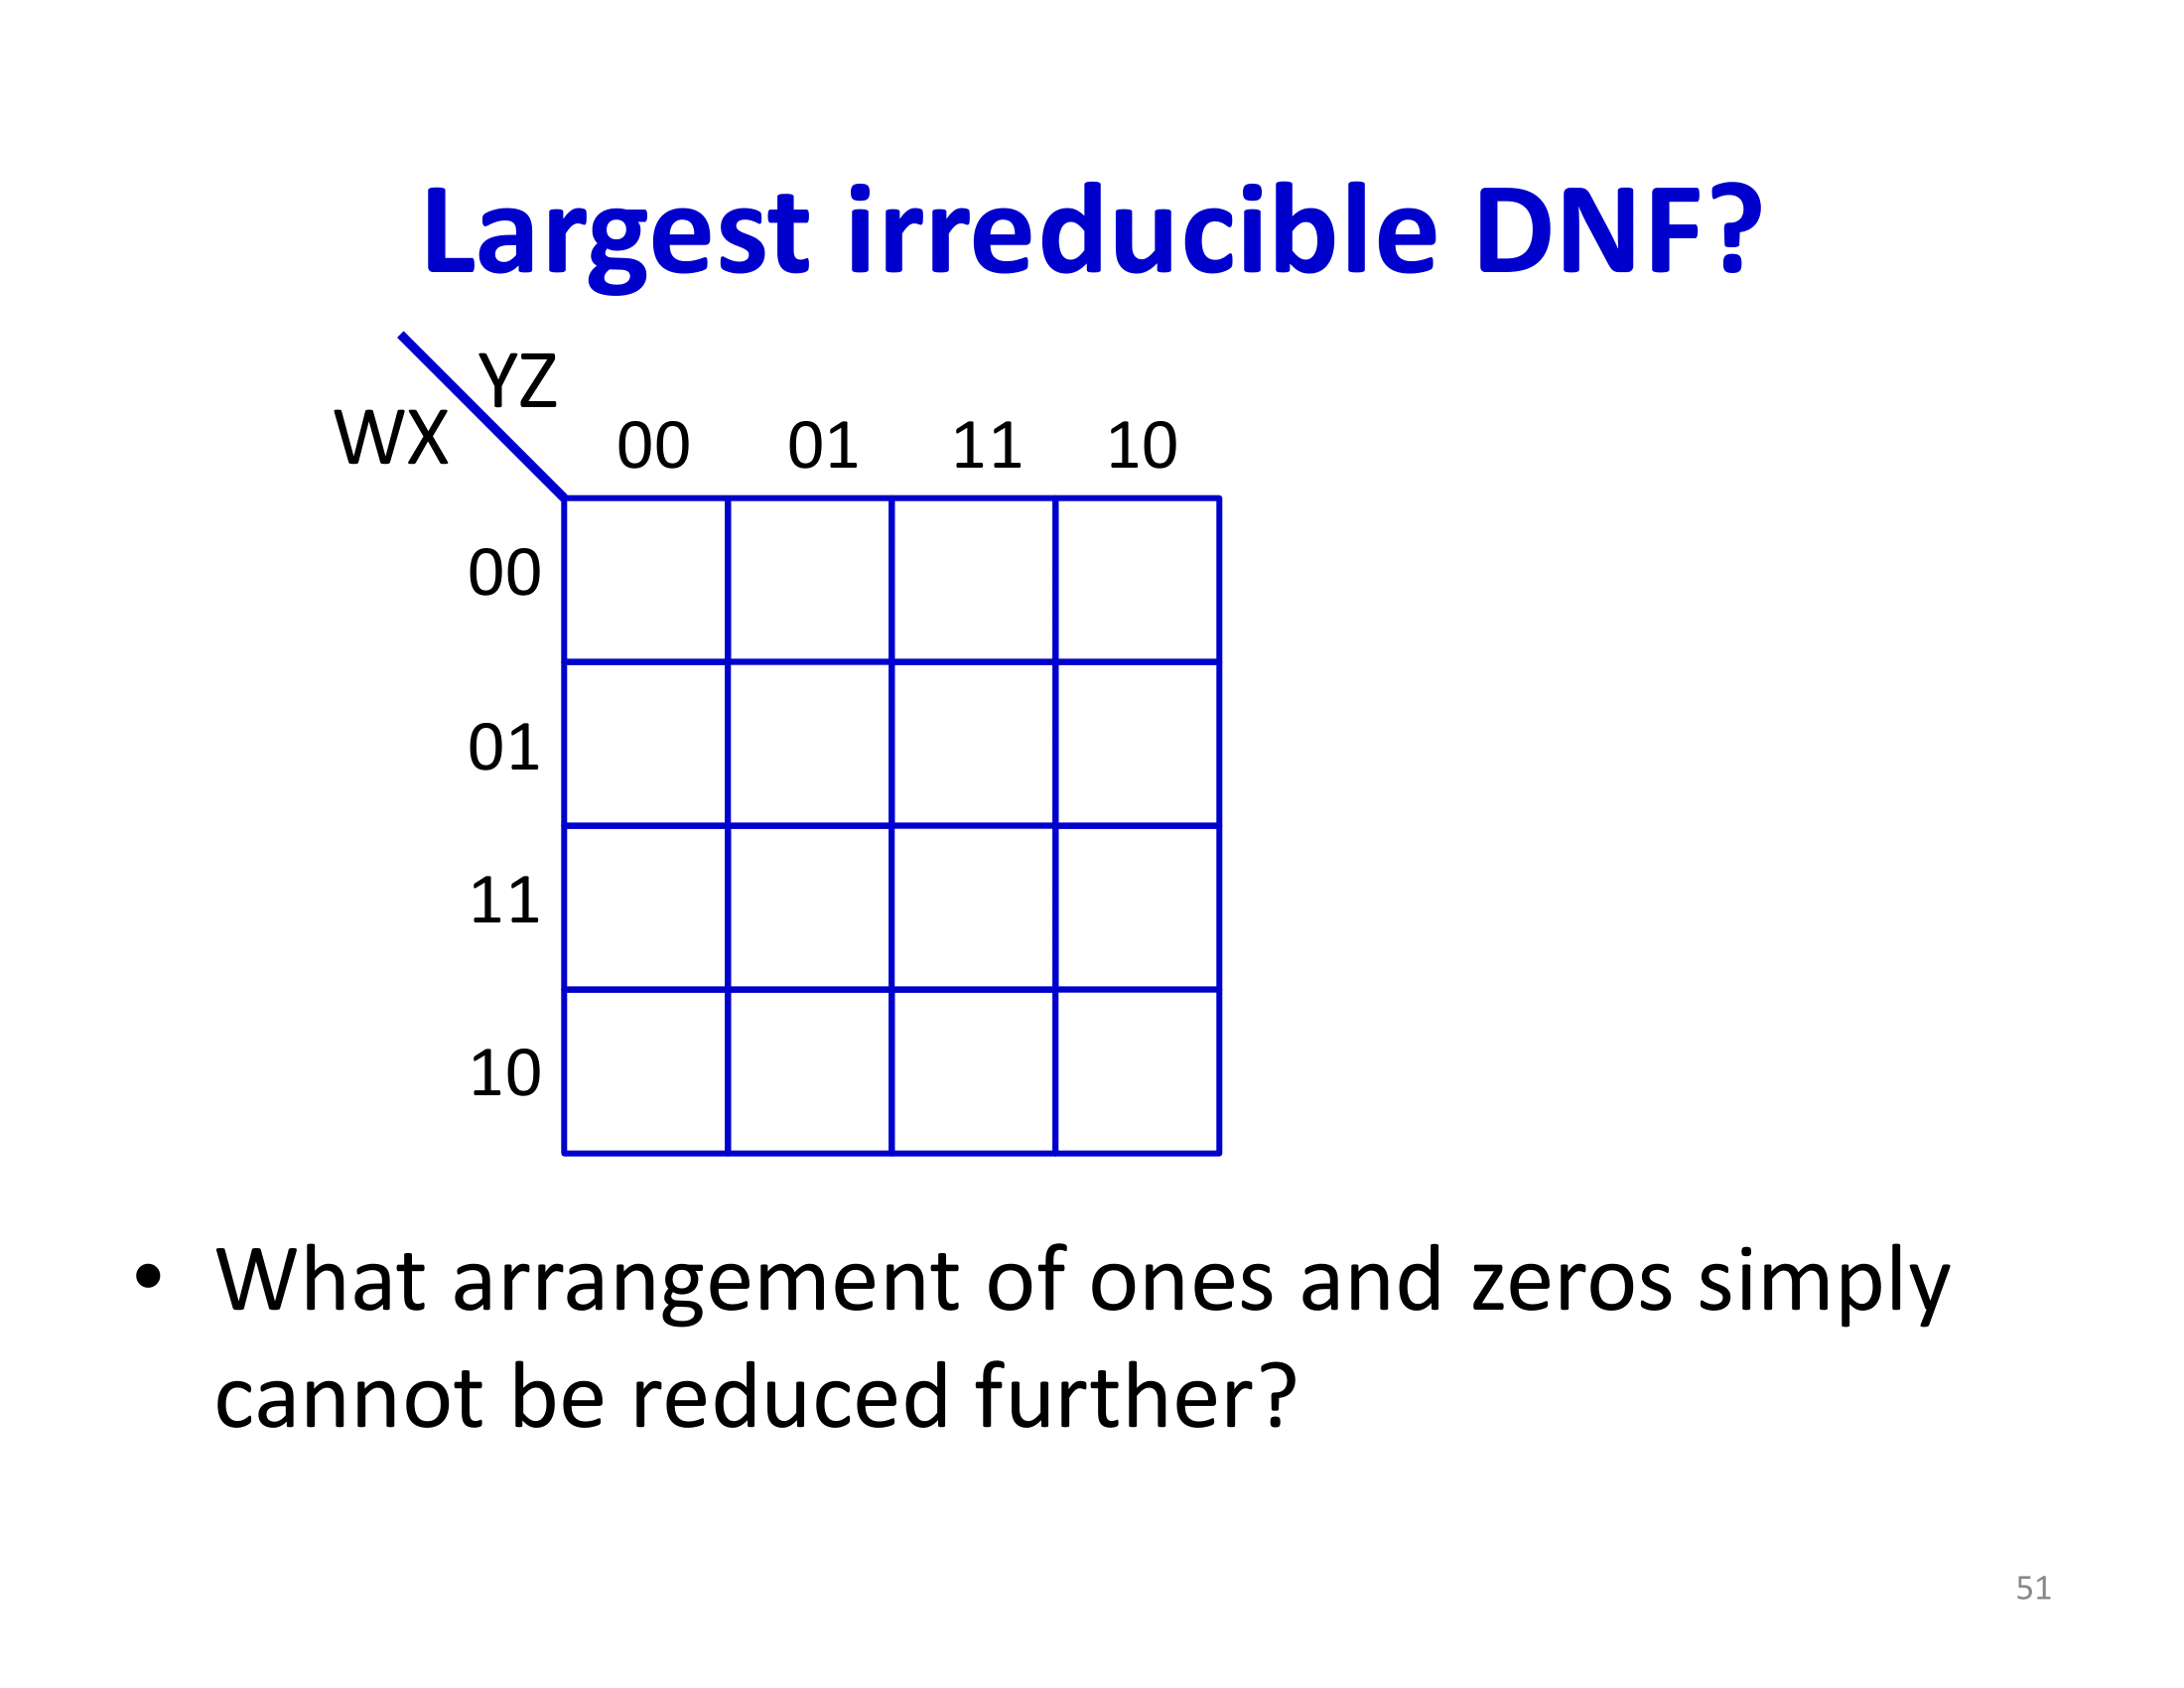 Largest irreducible DNF?
YZ
WX
00 01 11 10
00
01
11
10
• What arrangement of ones and zeros simply
cannot be reduced further?
51